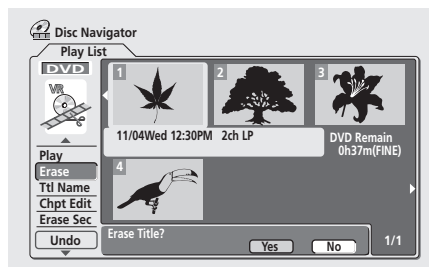 Disc Navigator
Play List
DVD
VR
1
2
3
11/04Wed 12:30PM 2ch LP
DVD Remain
0h37m(FINE)
4
Play
Erase
Ttl Name
Chpt Edit
Erase Sec
Undo
Erase Title?
Yes
No
1/1